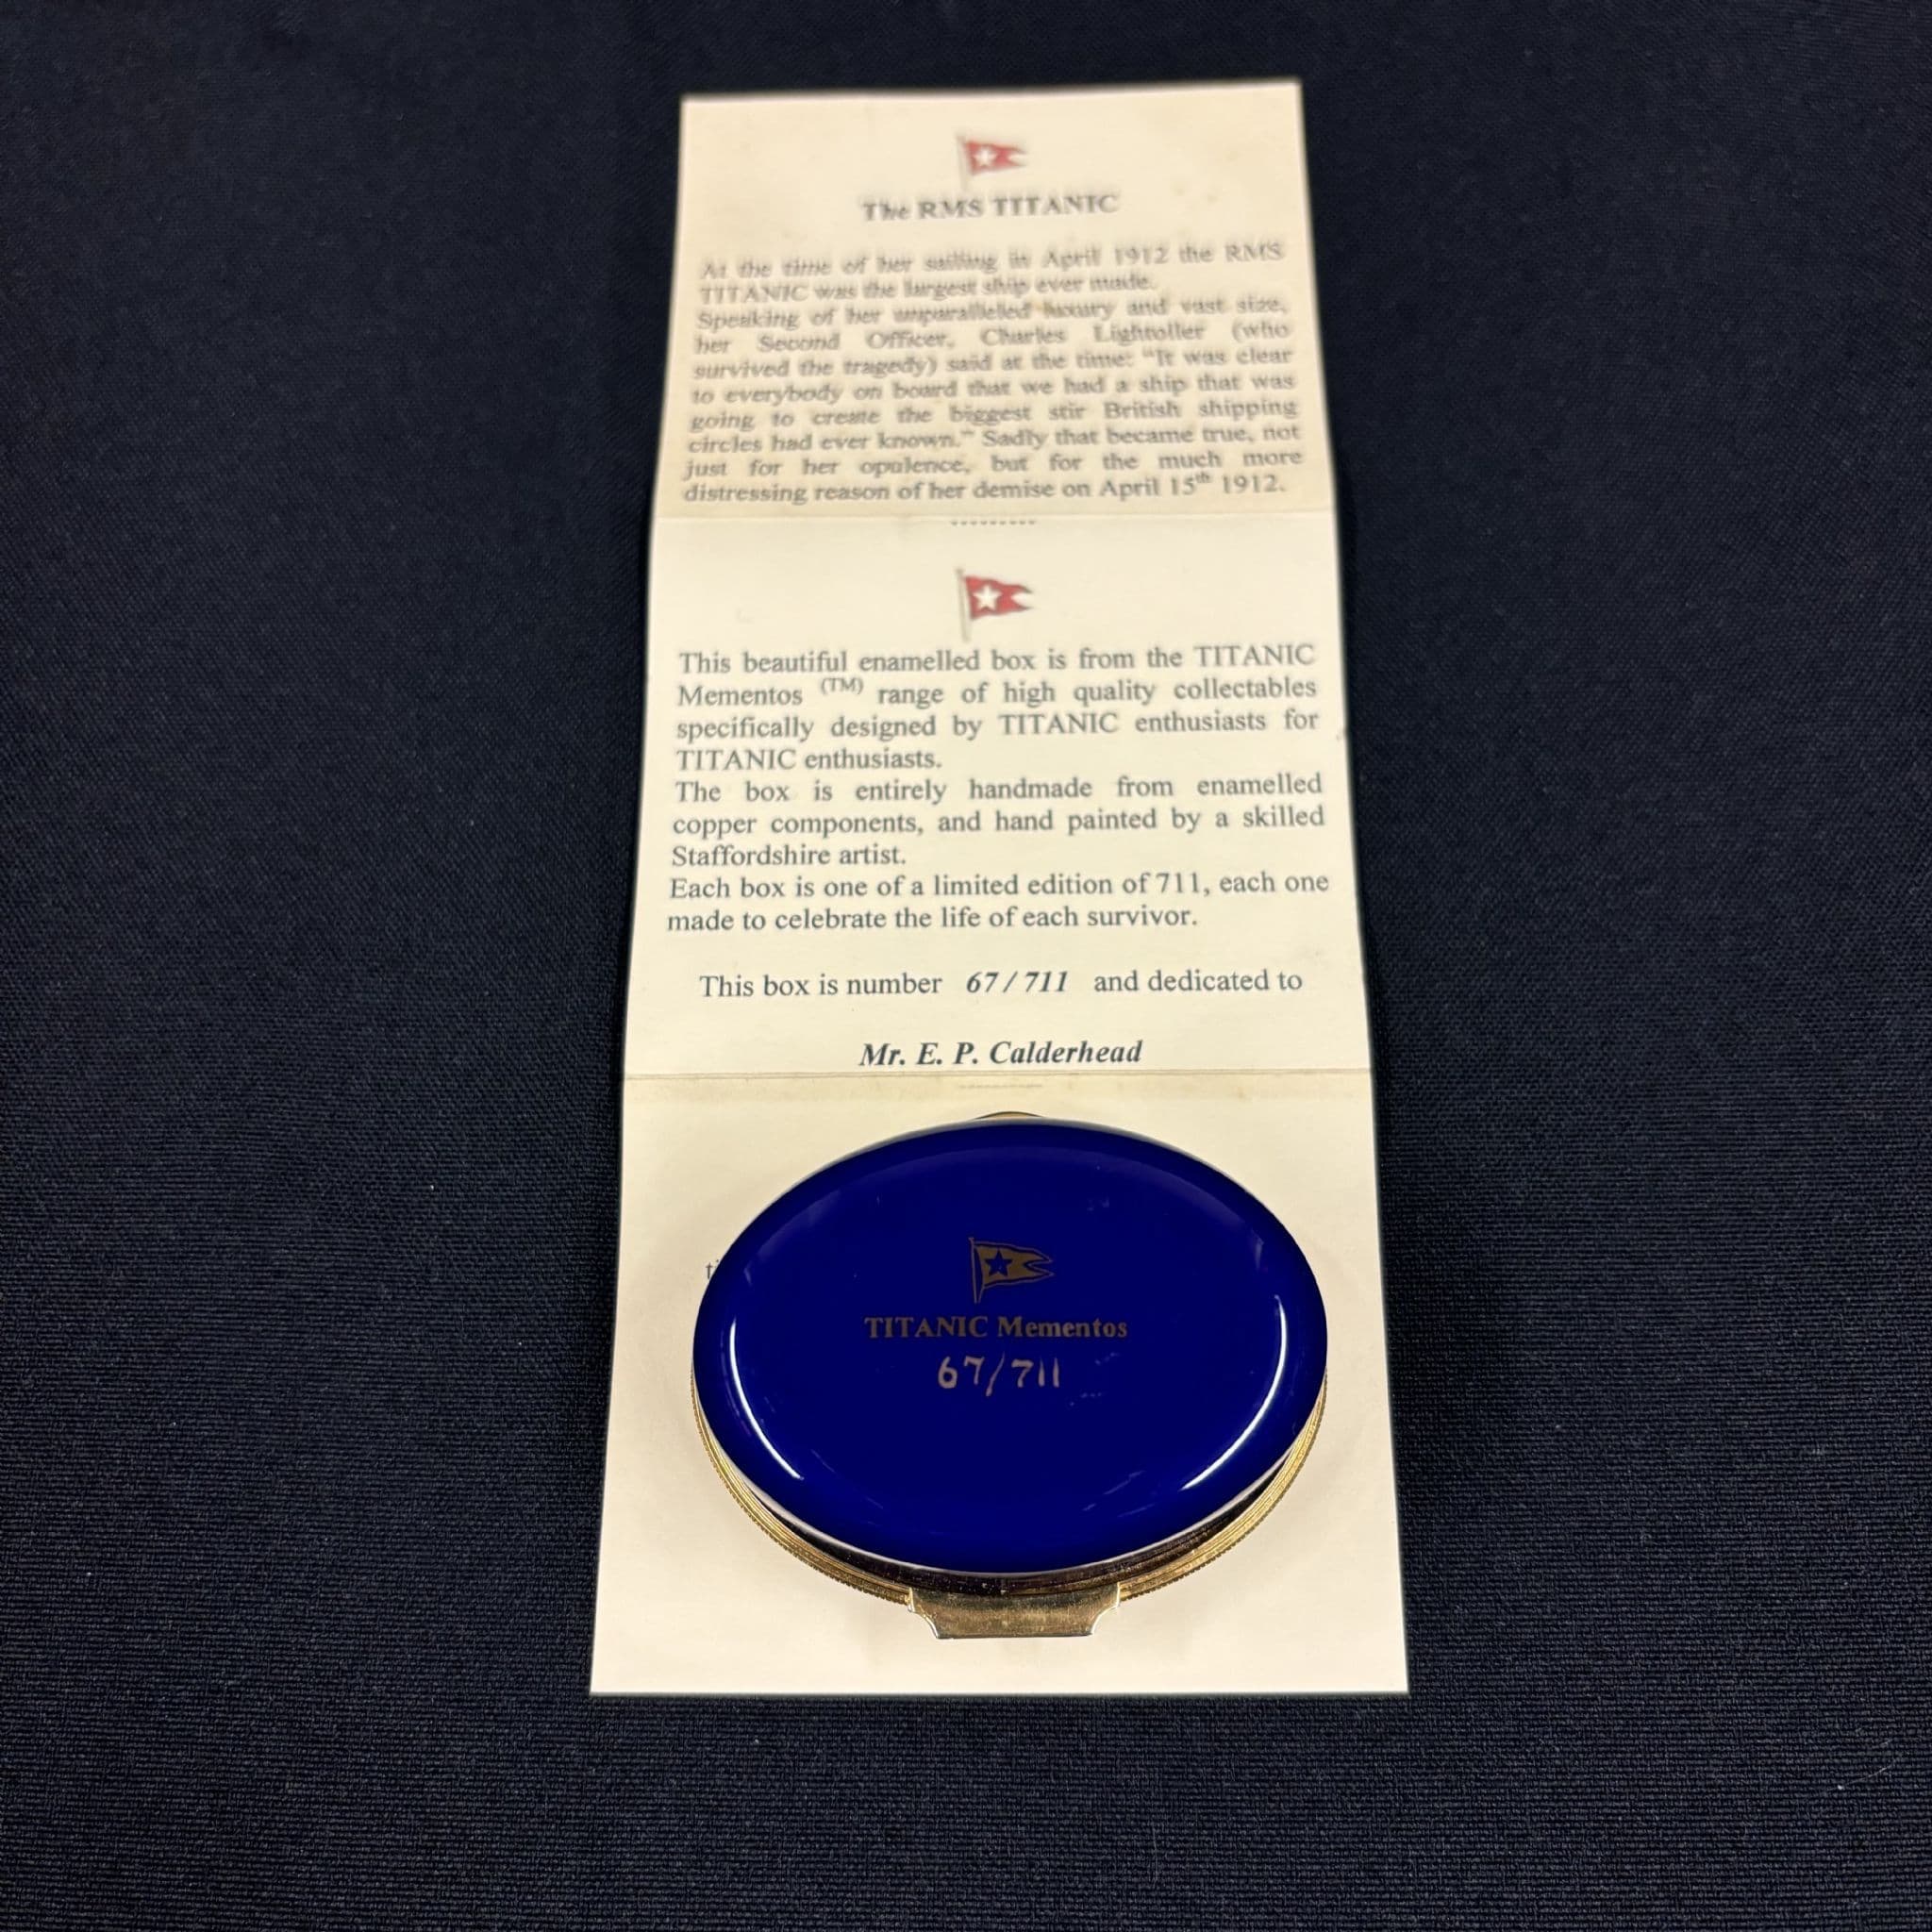 The RMS TITANIC
At the time of her sailing in April 1912 the RMS
TITANIC was the largest ship ever made.
Speaking of her unparallelled luxury and vast size,
her Second Officer, Charles Lightoller (who
survived the tragedy) said at the time: "It was clear
to everybody on board that we had a ship that was
going to create the biggest stir British shipping
circles had ever known." Sadly that became true, not
just for her opulence, but for the much more
distressing reason of her demise on April 15th 1912.
This beautiful enamelled box is from the TITANIC
Mementos (TM) range of high quality collectables
specifically designed by TITANIC enthusiasts for
TITANIC enthusiasts.
The box is entirely handmade from enamelled
copper components, and hand painted by a skilled
Staffordshire artist.
Each box is one of a limited edition of 711, each one
made to celebrate the life of each survivor.
This box is number 67/711 and dedicated to
Mr. E. P. Calderhead
TITANIC Mementos
67/711